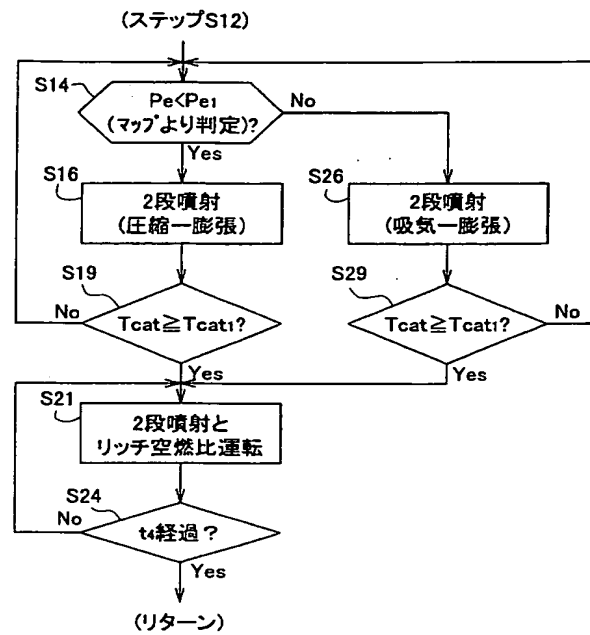 (ステップS12)
S14
Pe<Pe1
(マップより判定)?
No
Yes
S16
2段噴射
(圧縮ー膨張)
S26
2段噴射
(吸気ー膨張)
S19
Tcat≧Tcat1?
No
Yes
S29
Tcat≧Tcat1?
No
Yes
S21
2段噴射と
リッチ空燃比運転
S24
t4経過?
No
Yes
(リターン)